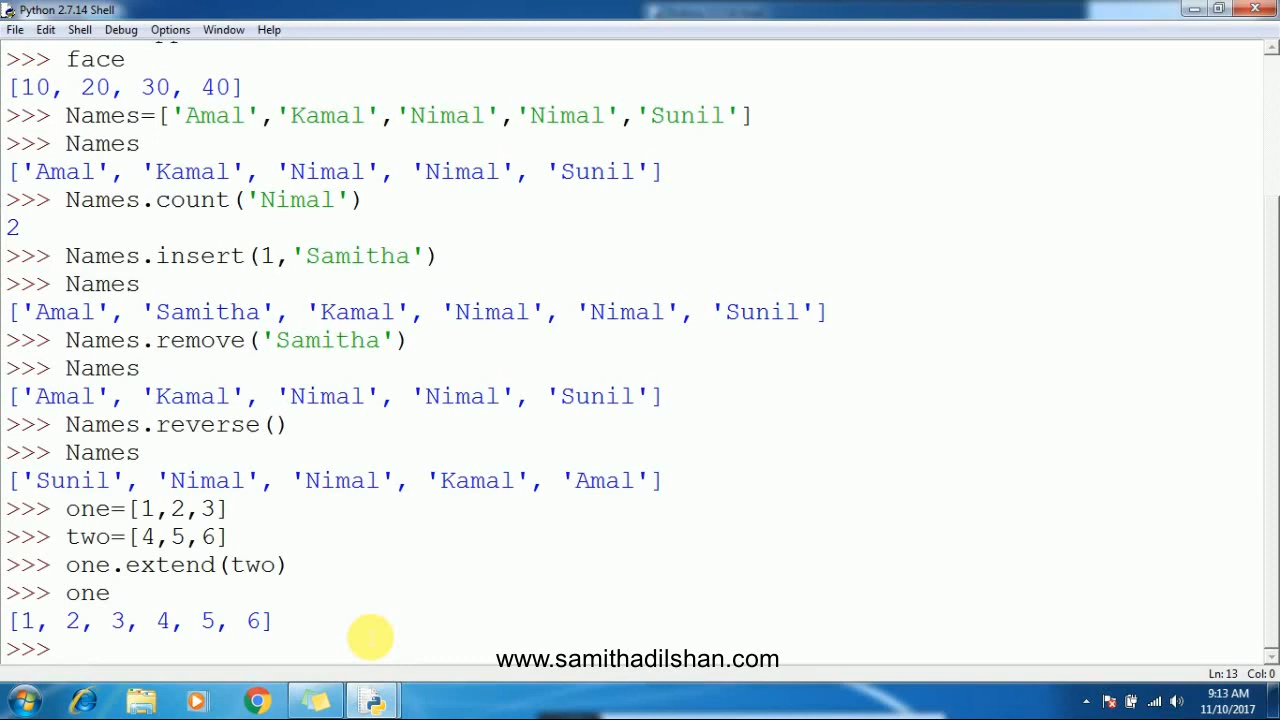 Python 2.7.14 Shell
File Edit Shell Debug Options Window Help
>>> face
[10, 20, 30, 40]
>>> Names=['Amal','Kamal','Nimal','Nimal','Sunil']
>>> Names
['Amal', 'Kamal', 'Nimal', 'Nimal', 'Sunil']
>>> Names.count('Nimal')
2
>>> Names.insert(1,'Samitha')
>>> Names
['Amal', 'Samitha', 'Kamal', 'Nimal', 'Nimal', 'Sunil']
>>> Names.remove('Samitha')
>>> Names
['Amal', 'Kamal', 'Nimal', 'Nimal', 'Sunil']
>>> Names.reverse()
>>> Names
['Sunil', 'Nimal', 'Nimal', 'Kamal', 'Amal']
>>> one=[1,2,3]
>>> two=[4,5,6]
>>> one.extend(two)
>>> one
[1, 2, 3, 4, 5, 6]
>>>
www.samithadilshan.com
Ln: 13 Col: 0
9:13 AM
11/10/2017